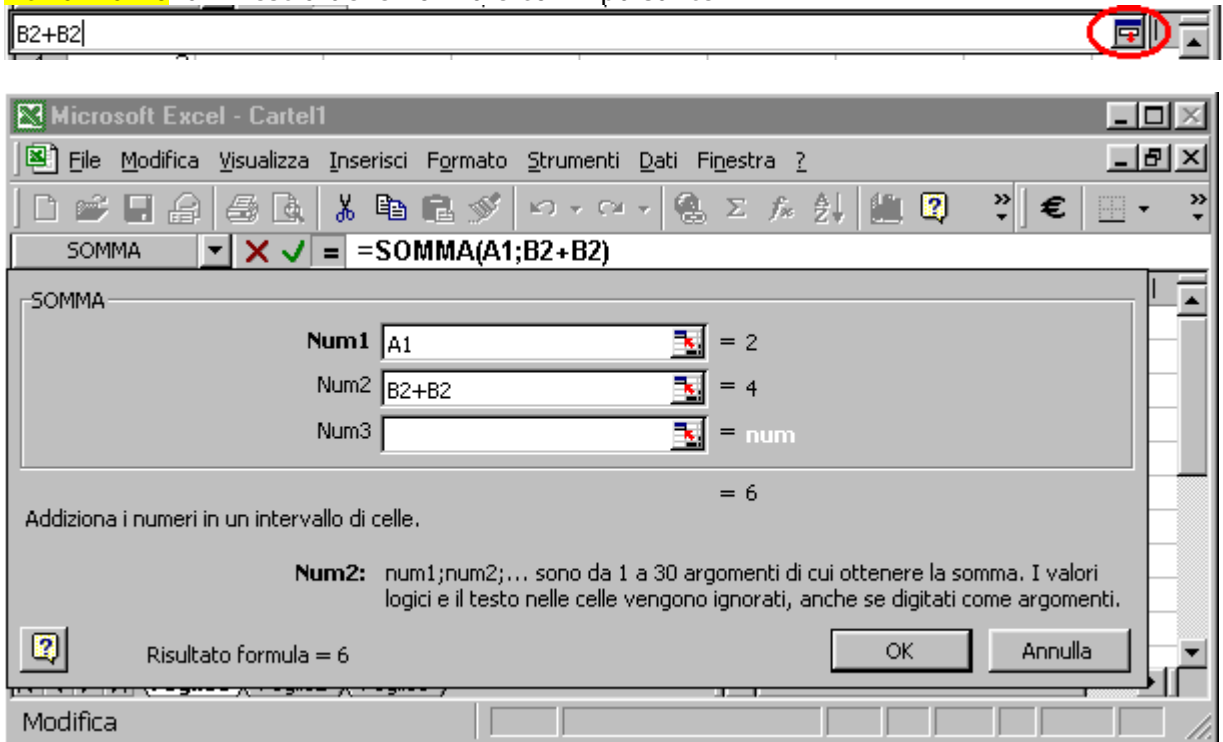 B2+B2
Microsoft Excel - Cartel1
File Modifica Visualizza Inserisci Formato Strumenti Dati Finestra ?
SOMMA = =SOMMA(A1;B2+B2)
SOMMA
Num1 A1 = 2
Num2 B2+B2 = 4
Num3 = num
= 6
Addiziona i numeri in un intervallo di celle.
Num2: num1;num2;... sono da 1 a 30 argomenti di cui ottenere la somma. I valori
logici e il testo nelle celle vengono ignorati, anche se digitati come argomenti.
Risultato formula = 6
OK Annulla
Modifica